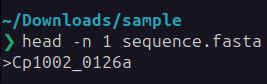 ~/Downloads/sample
❯ head -n 1 sequence.fasta
>Cp1002_0126a